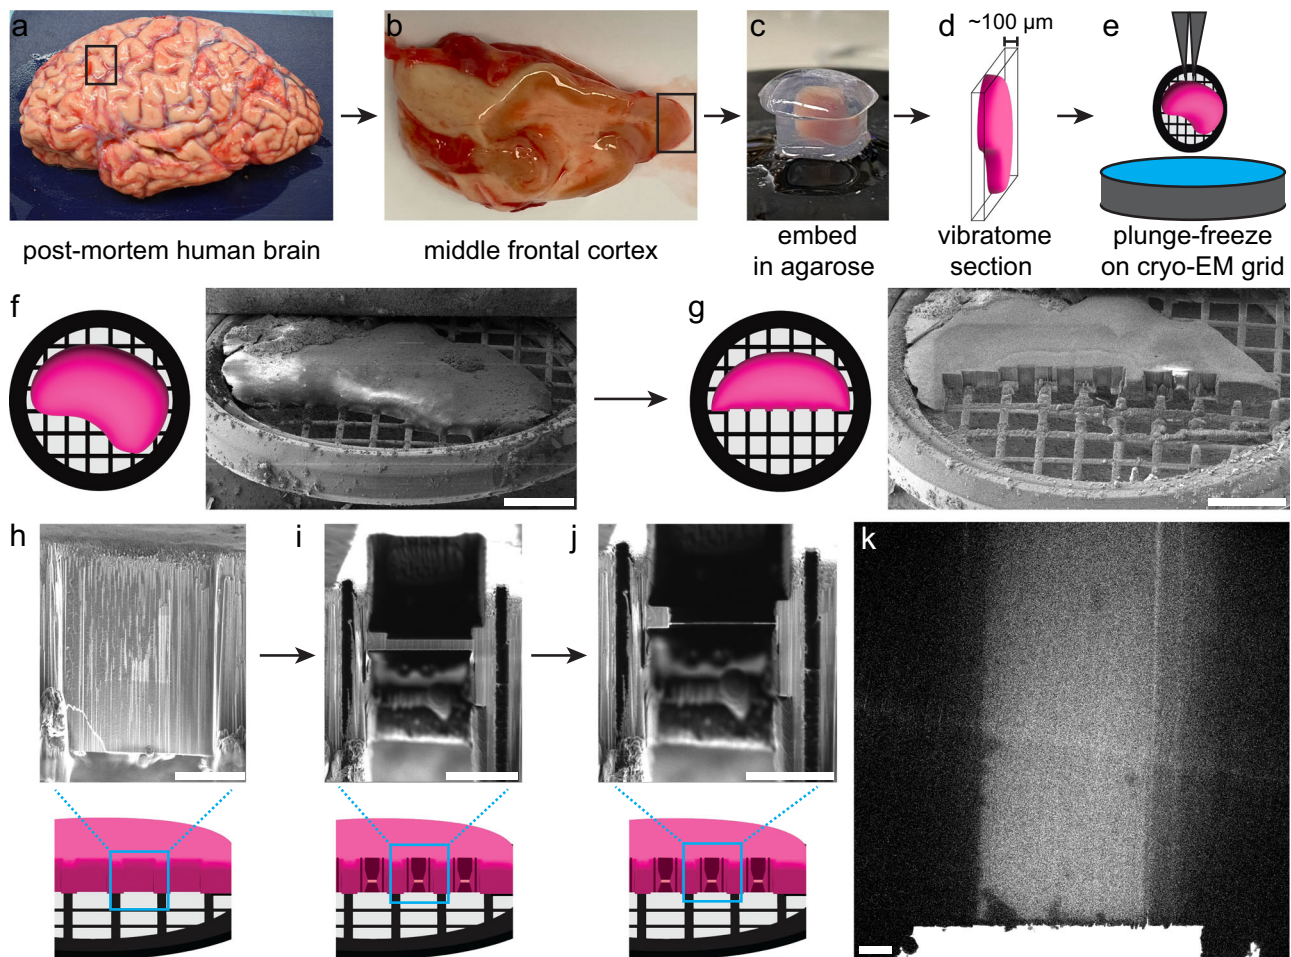 a
b
c
d
~100 μm
e
post-mortem human brain
middle frontal cortex
embed
in agarose
vibratome
section
plunge-freeze
on cryo-EM grid
f
g
h
i
j
k